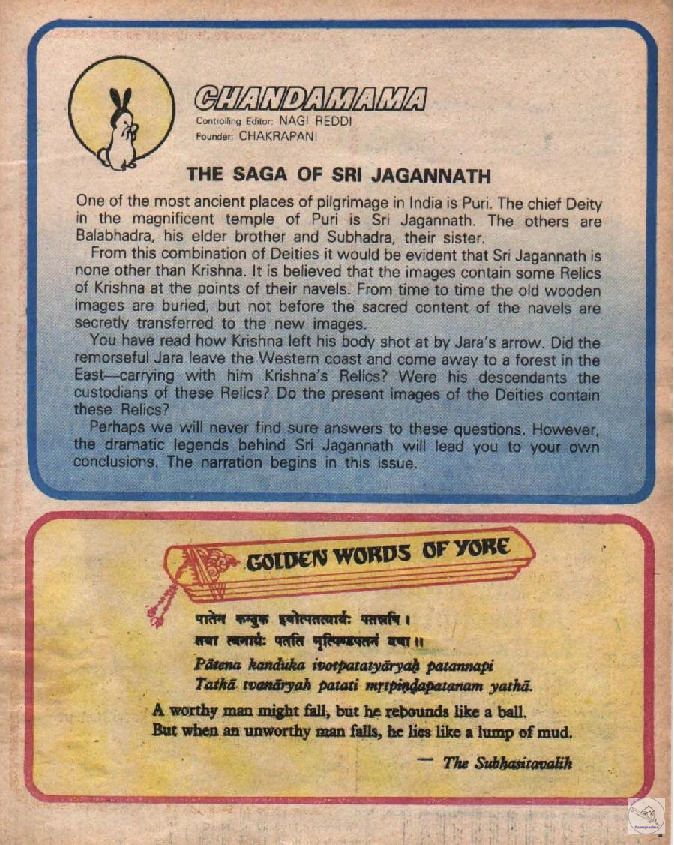 CHANDAMAMA
Controlling Editor: NAGI REDDI
Founder: CHAKRAPANI
THE SAGA OF SRI JAGANNATH
One of the most ancient places of pilgrimage in India is Puri. The chief Deity
in the magnificent temple of Puri is Sri Jagannath. The others are
Balabhadra, his elder brother and Subhadra, their sister.
From this combination of Deities it would be evident that Sri Jagannath is
none other than Krishna. It is believed that the images contain some Relics
of Krishna at the points of their navels. From time to time the old wooden
images are buried, but not before the sacred content of the navels are
secretly transferred to the new images.
You have read how Krishna left his body shot at by Jara's arrow. Did the
remorseful Jara leave the Western coast and come away to a forest in the
East—carrying with him Krishna's Relics? Were his descendants the
custodians of these Relics? Do the present images of the Deities contain
these Relics?
Perhaps we will never find sure answers to these questions. However,
the dramatic legends behind Sri Jagannath will lead you to your own
conclusions. The narration begins in this issue.
GOLDEN WORDS OF YORE
पातेन कन्दुक इवोत्पतत्यार्यः पतन्नपि ।
तथा त्वनार्यः पतति मृत्पिण्डपतनं यथा ॥
Pātena kanduka ivotpatatyāryaḥ patannapi
Tathā tvanāryaḥ patati mṛtpiṇḍapatanam yathā.
A worthy man might fall, but he rebounds like a ball.
But when an unworthy man falls, he lies like a lump of mud.
— The Subhasitavalih